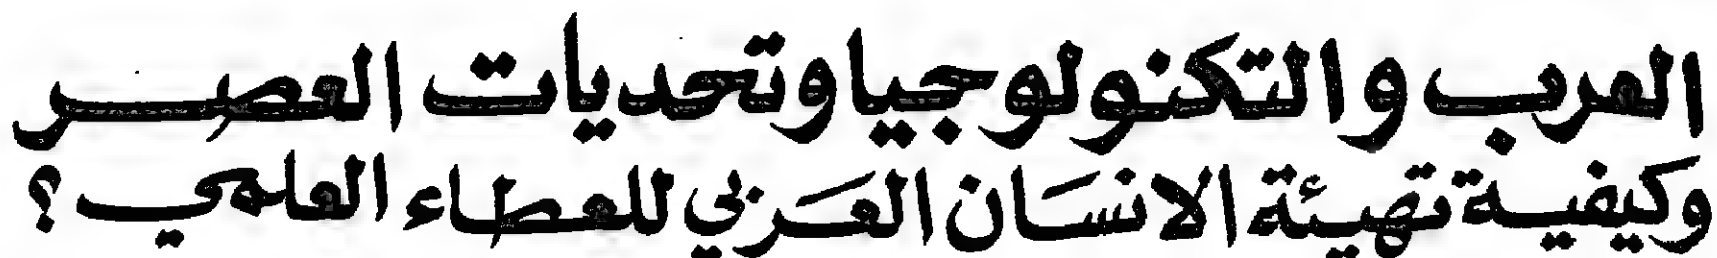 العرب والتكنولوجيا وتحديات العصر
وكيفية تهيئة الانسان العربي للعطاء العلمي ؟